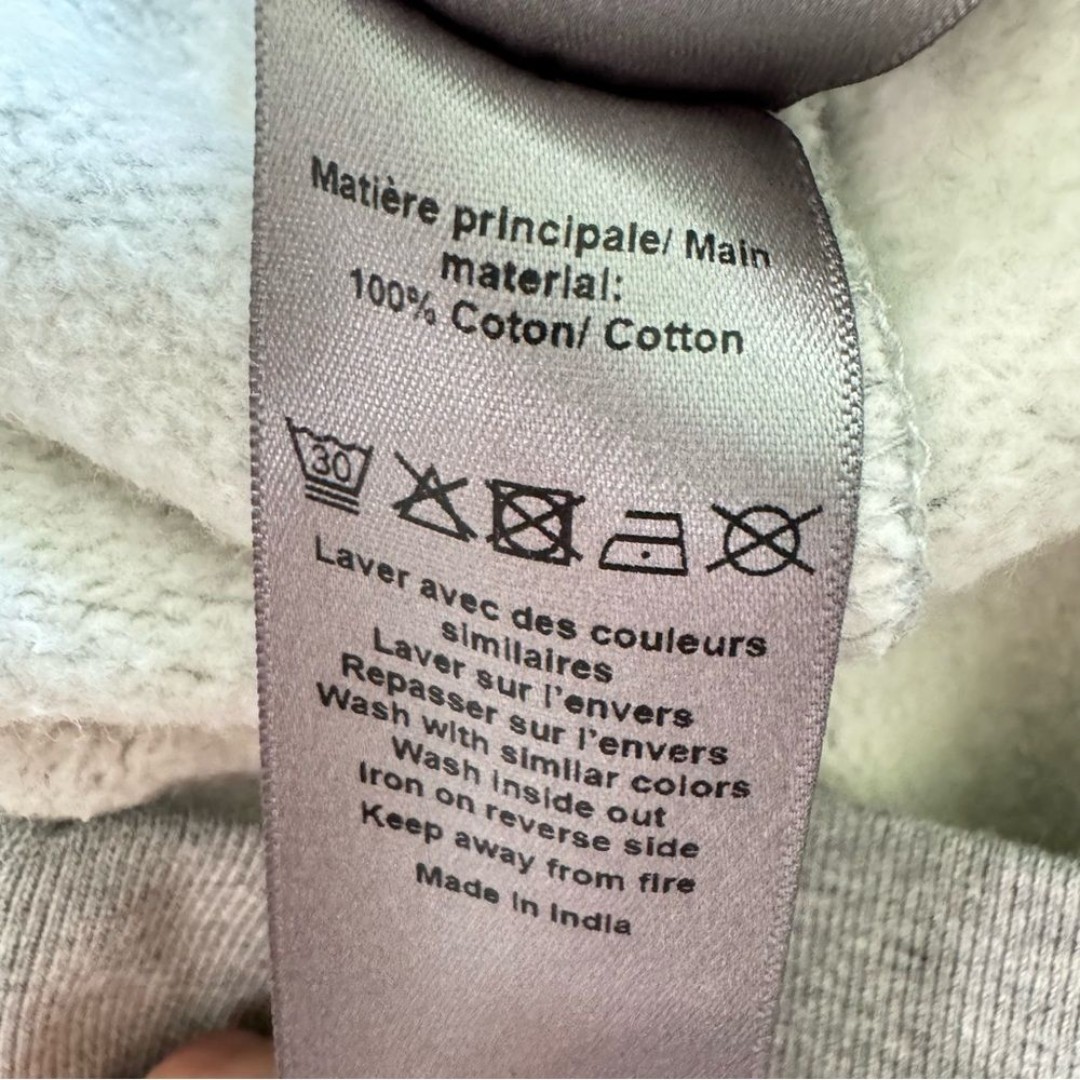 Matière principale/ Main
material:
100% Coton/ Cotton
30
Laver avec des couleurs
similaires
Laver sur l'envers
Repasser sur l'envers
Wash with similar colors
Wash inside out
Iron on reverse side
Keep away from fire
Made in India